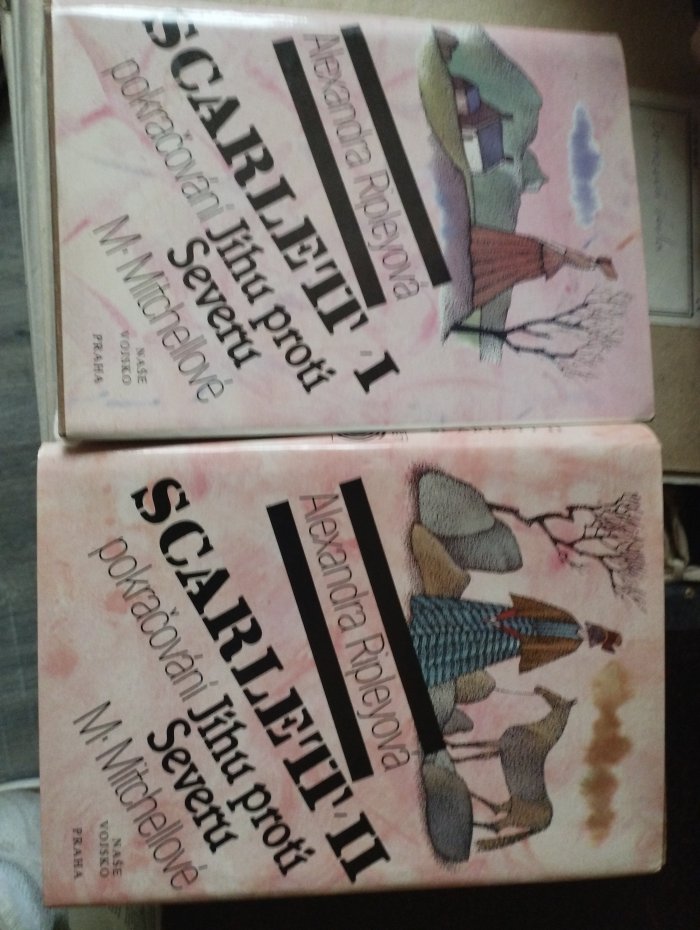 Alexandra Ripleyová
SCARLETT I
pokračování Jihu proti
Severu
M. Mitchellové
NAŠE
VOJSKO
PRAHA
Alexandra Ripleyová
SCARLETT II
pokračování Jihu proti
Severu
M. Mitchellové
NAŠE
VOJSKO
PRAHA